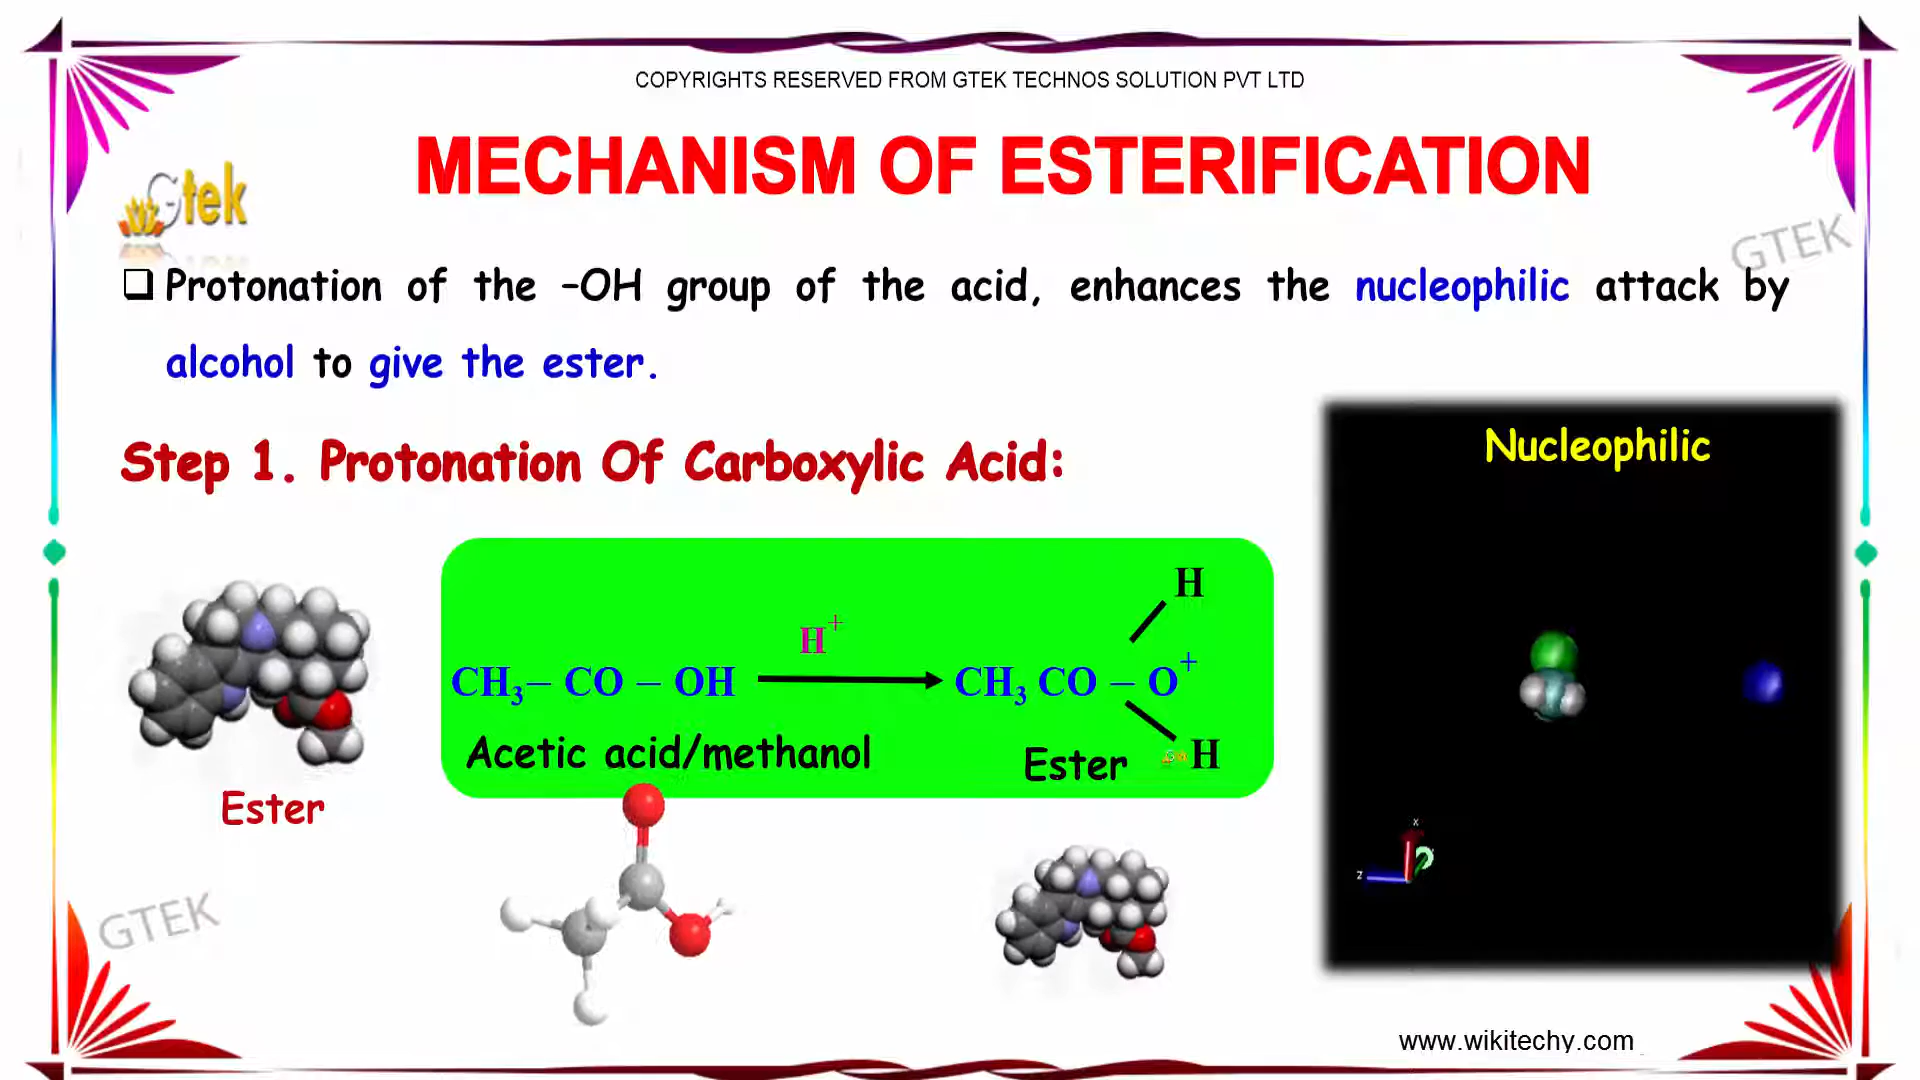 COPYRIGHTS RESERVED FROM GTEK TECHNOS SOLUTION PVT LTD
MECHANISM OF ESTERIFICATION
Gtek
GTEK
❑ Protonation of the –OH group of the acid, enhances the nucleophilic attack by
alcohol to give the ester.
Step 1. Protonation Of Carboxylic Acid:
Nucleophilic
H
H⁺
CH₃– CO – OH CH₃ CO – O⁺
Acetic acid/methanol
Ester
H
Ester
x
z
GTEK
www.wikitechy.com